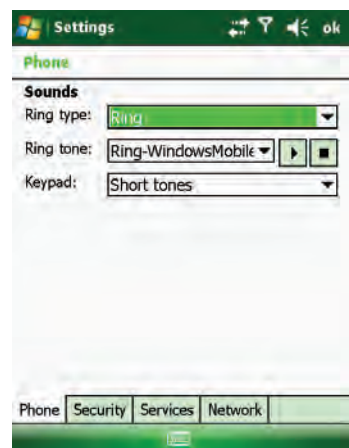 Settings ok
Phone
Sounds
Ring type: Ring
Ring tone: Ring-WindowsMobile
Keypad: Short tones
Phone Security Services Network